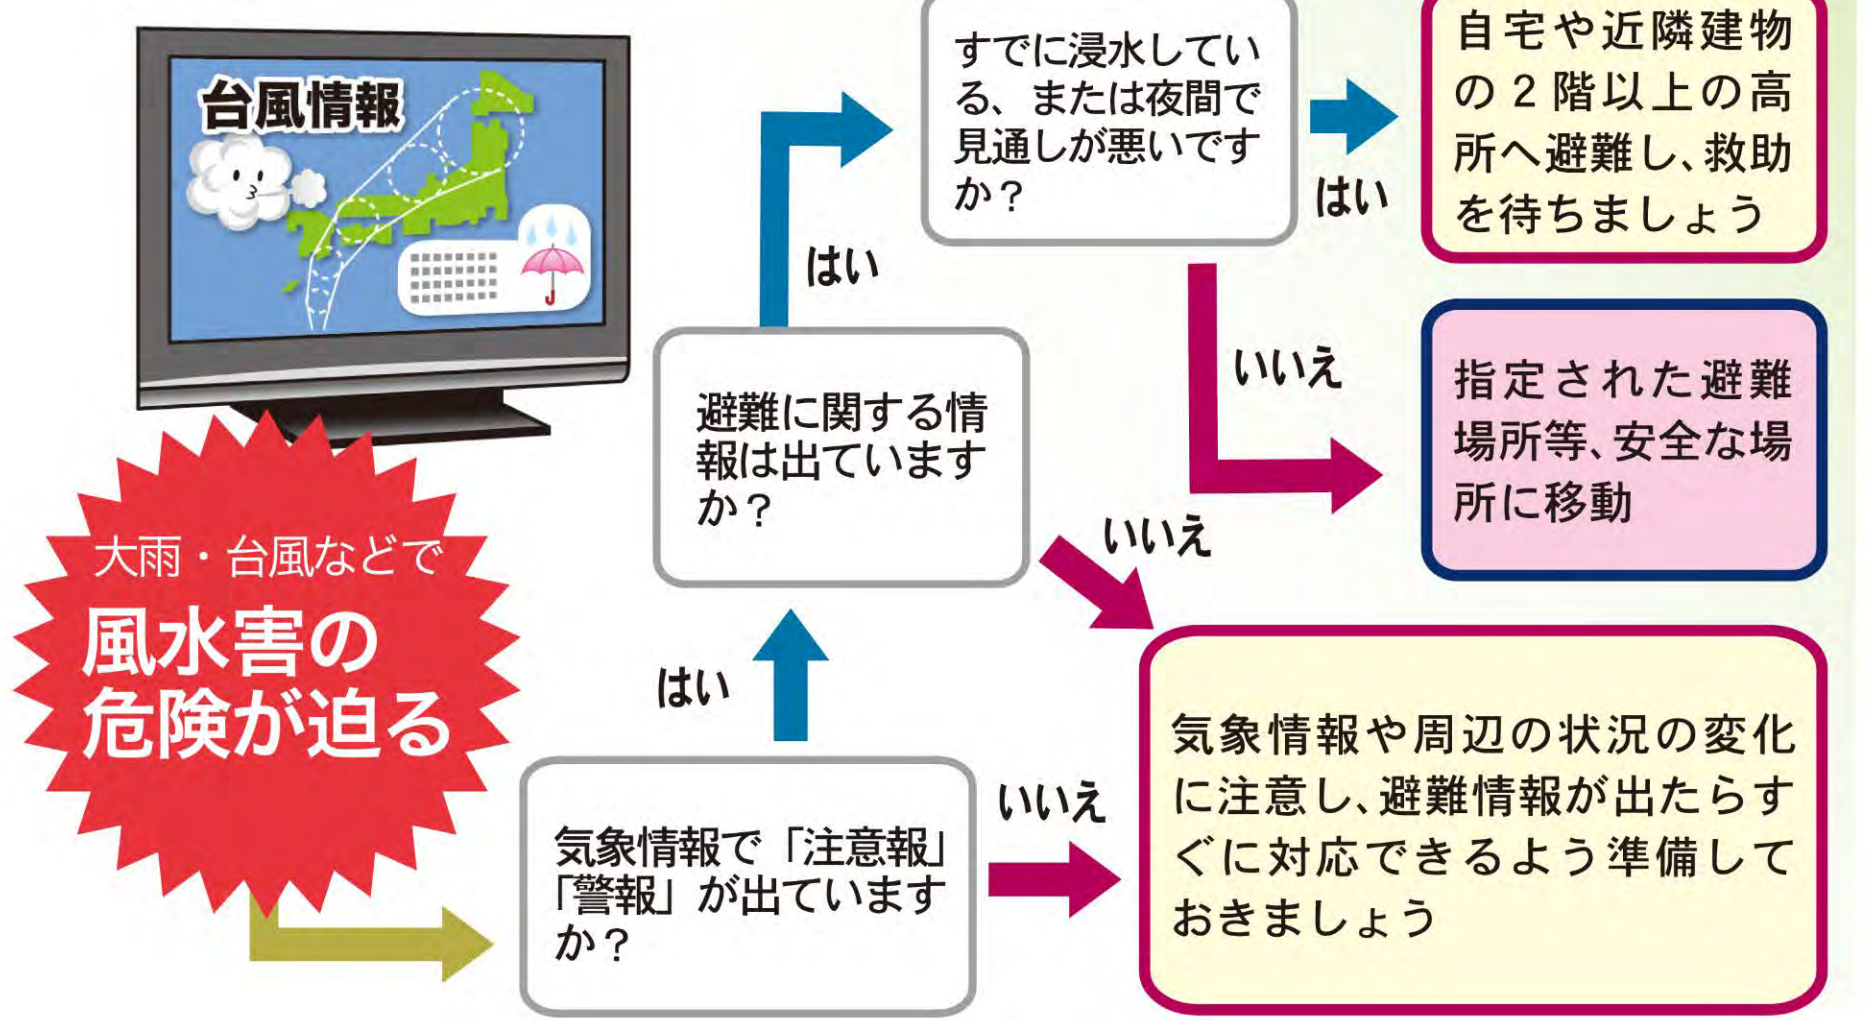 台風情報
大雨・台風などで
風水害の
危険が迫る
気象情報で「注意報」
「警報」が出ています
か？
はい
いいえ
避難に関する情
報は出ています
か？
はい
いいえ
すでに浸水してい
る、または夜間で
見通しが悪いです
か？
はい
いいえ
自宅や近隣建物
の２階以上の高
所へ避難し、救助
を待ちましょう
指定された避難
場所等、安全な場
所に移動
気象情報や周辺の状況の変化
に注意し、避難情報が出たらす
ぐに対応できるよう準備して
おきましょう